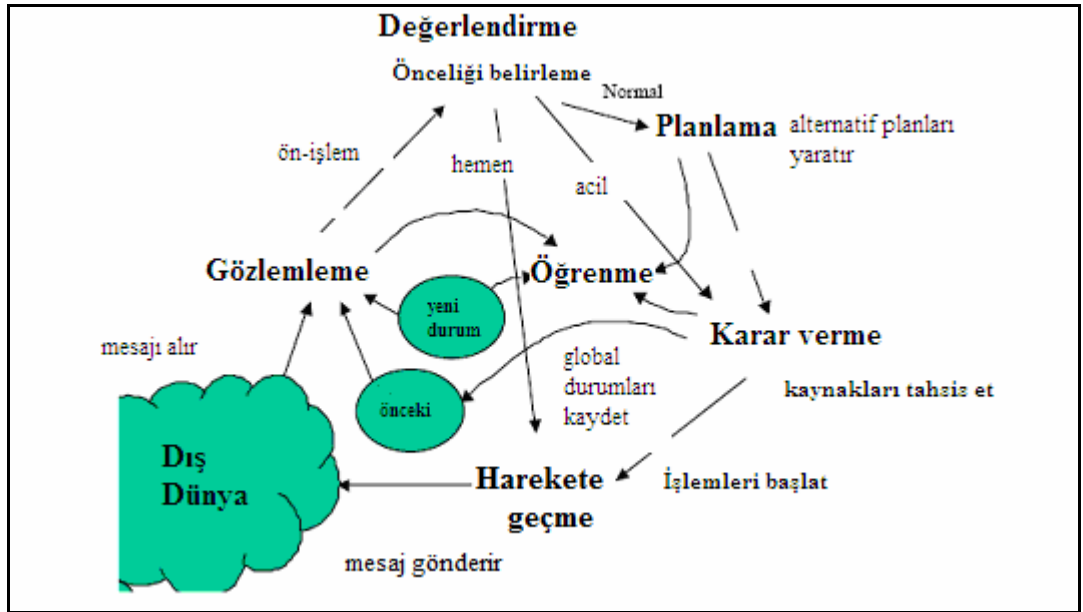 Değerlendirme
Önceliği belirleme
Normal
Planlama
alternatif planları
yaratır
ön-işlem
hemen
acil
Gözlemleme
Öğrenme
yeni
durum
Karar verme
mesajı alır
global
durumları
kaydet
kaynakları tahsis et
önceki
Dış
Dünya
Harekete
geçme
İşlemleri başlat
mesaj gönderir